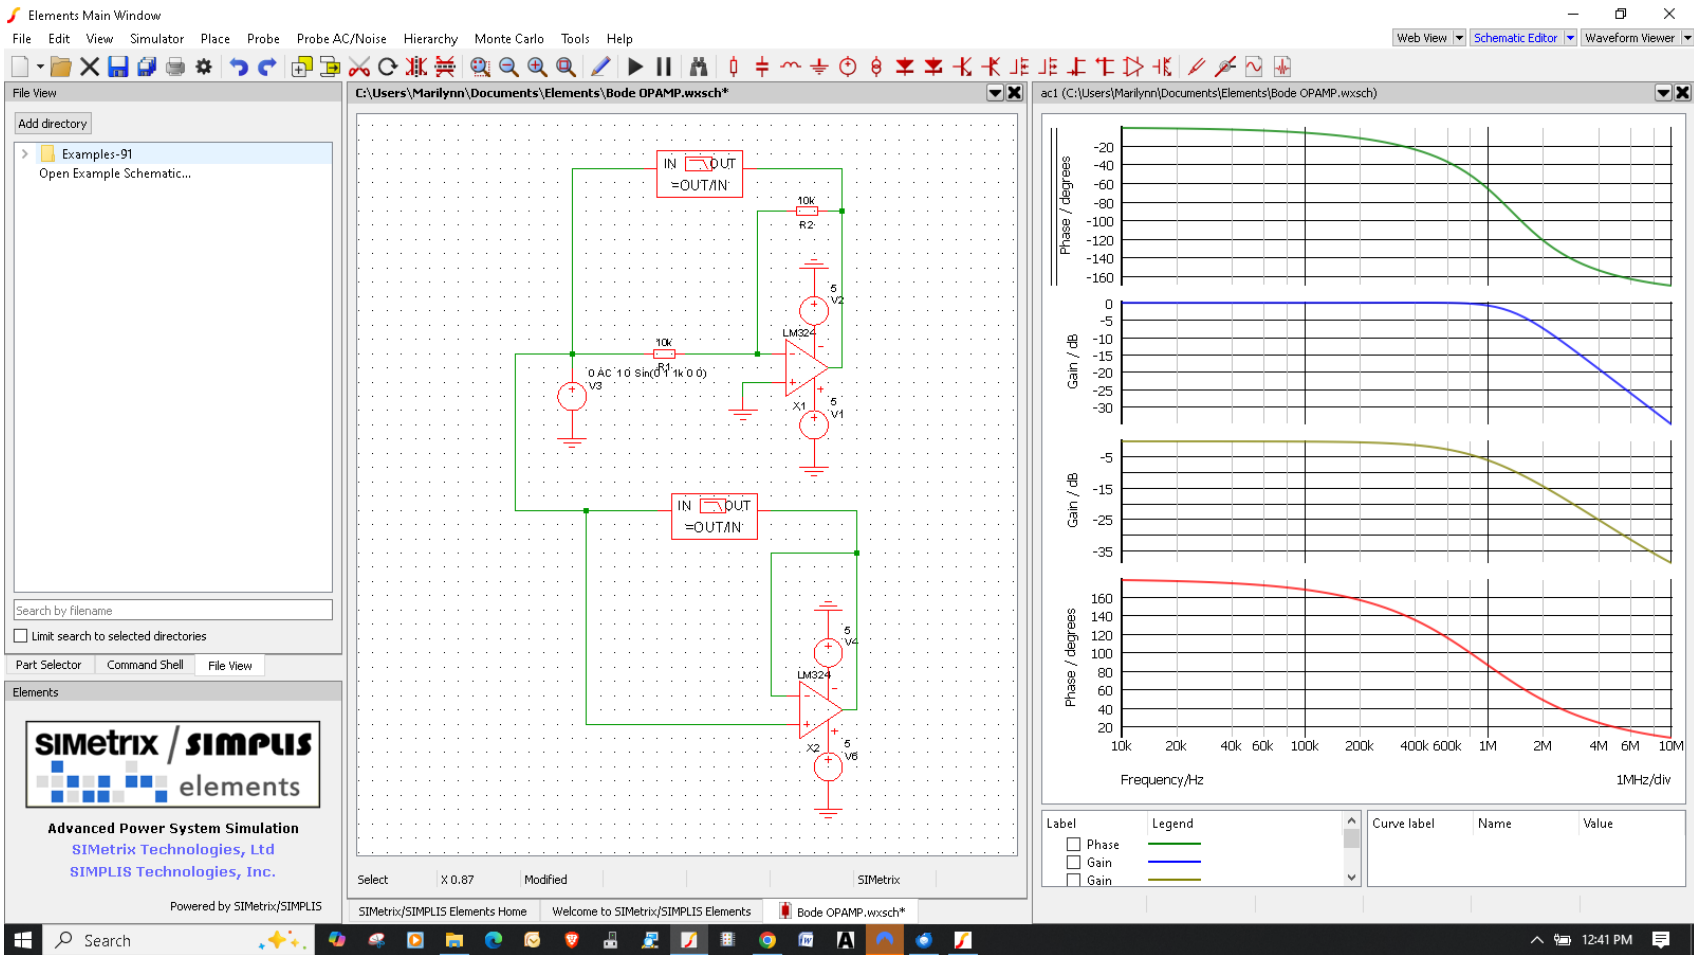 Elements Main Window
File Edit View Simulator Place Probe Probe AC/Noise Hierarchy Monte Carlo Tools Help
Web View Schematic Editor Waveform Viewer
File View
Add directory
Examples-91
Open Example Schematic...
Search by filename
Limit search to selected directories
Part Selector Command Shell File View
Elements
SIMetrix / SIMPLIS
elements
Advanced Power System Simulation
SIMetrix Technologies, Ltd
SIMPLIS Technologies, Inc.
Powered by SIMetrix/SIMPLIS
C:\Users\Marilynn\Documents\Elements\Bode OPAMP.wxsch*
IN OUT
=OUT/IN
10k
R2
5
V2
LM324
10k
R1
0 AC 1 0 Sin(0 1 1k 0 0)
V3
X1
5
V1
IN OUT
=OUT/IN
5
V4
LM324
X2
5
V6
Select X 0.87 Modified SIMetrix
SIMetrix/SIMPLIS Elements Home Welcome to SIMetrix/SIMPLIS Elements Bode OPAMP.wxsch*
ac1 (C:\Users\Marilynn\Documents\Elements\Bode OPAMP.wxsch)
Phase / degrees
-20
-40
-60
-80
-100
-120
-140
-160
Gain / dB
0
-5
-10
-15
-20
-25
-30
Gain / dB
-5
-15
-25
-35
Phase / degrees
160
140
120
100
80
60
40
20
10k 20k 40k 60k 100k 200k 400k 600k 1M 2M 4M 6M 10M
Frequency/Hz 1MHz/div
Label Legend
Phase
Gain
Gain
Curve label Name Value
Search
12:41 PM